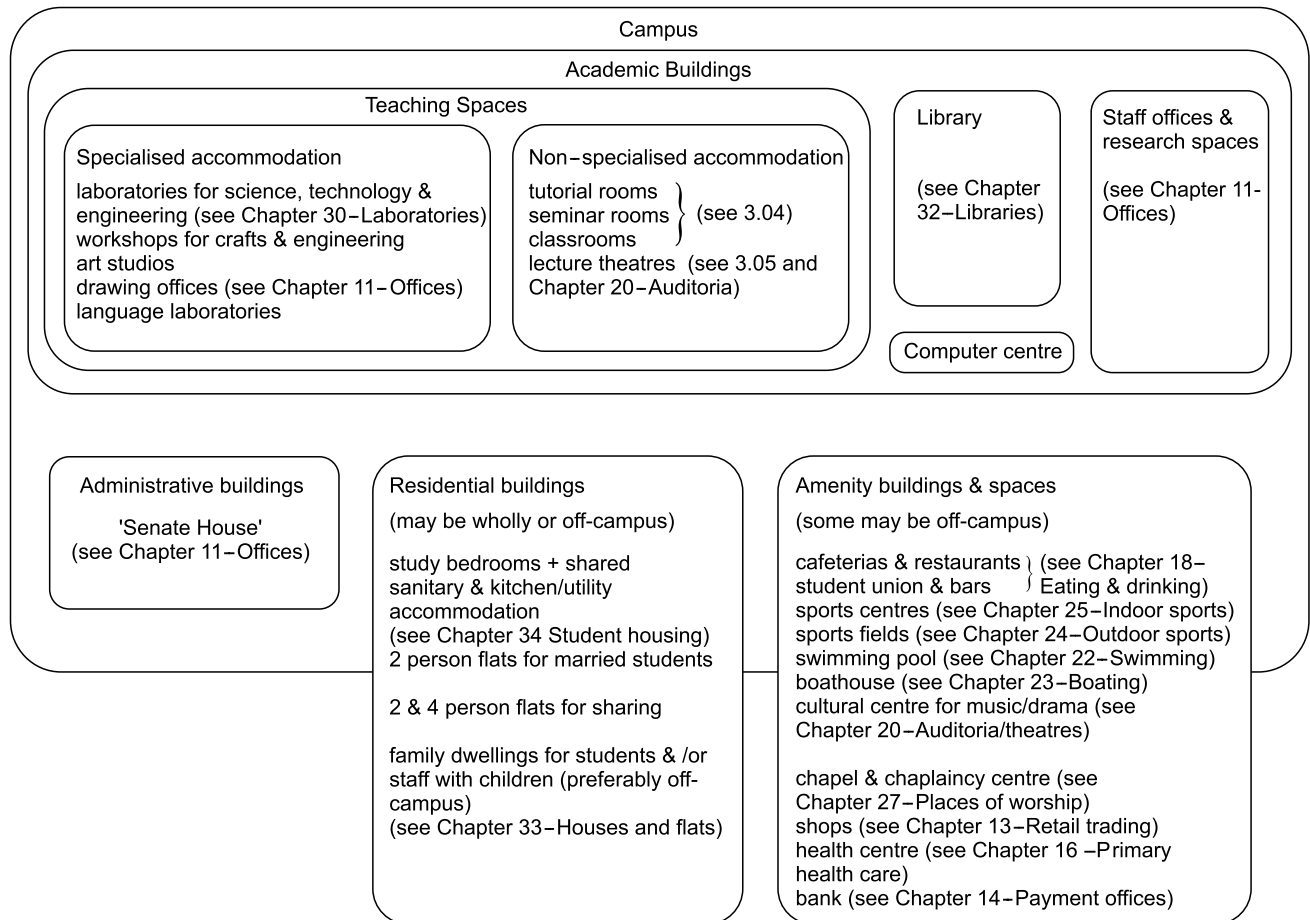 Campus
Academic Buildings
Teaching Spaces
Specialised accommodation
laboratories for science, technology &
engineering (see Chapter 30–Laboratories)
workshops for crafts & engineering
art studios
drawing offices (see Chapter 11–Offices)
language laboratories
Non–specialised accommodation
tutorial rooms
seminar rooms (see 3.04)
classrooms
lecture theatres (see 3.05 and
Chapter 20–Auditoria)
Library
(see Chapter
32–Libraries)
Computer centre
Staff offices &
research spaces
(see Chapter 11-
Offices)
Administrative buildings
'Senate House'
(see Chapter 11–Offices)
Residential buildings
(may be wholly or off-campus)
study bedrooms + shared
sanitary & kitchen/utility
accommodation
(see Chapter 34 Student housing)
2 person flats for married students
2 & 4 person flats for sharing
family dwellings for students & /or
staff with children (preferably off-
campus)
(see Chapter 33–Houses and flats)
Amenity buildings & spaces
(some may be off-campus)
cafeterias & restaurants (see Chapter 18–
student union & bars Eating & drinking)
sports centres (see Chapter 25–Indoor sports)
sports fields (see Chapter 24–Outdoor sports)
swimming pool (see Chapter 22–Swimming)
boathouse (see Chapter 23–Boating)
cultural centre for music/drama (see
Chapter 20–Auditoria/theatres)
chapel & chaplaincy centre (see
Chapter 27–Places of worship)
shops (see Chapter 13–Retail trading)
health centre (see Chapter 16 –Primary
health care)
bank (see Chapter 14–Payment offices)